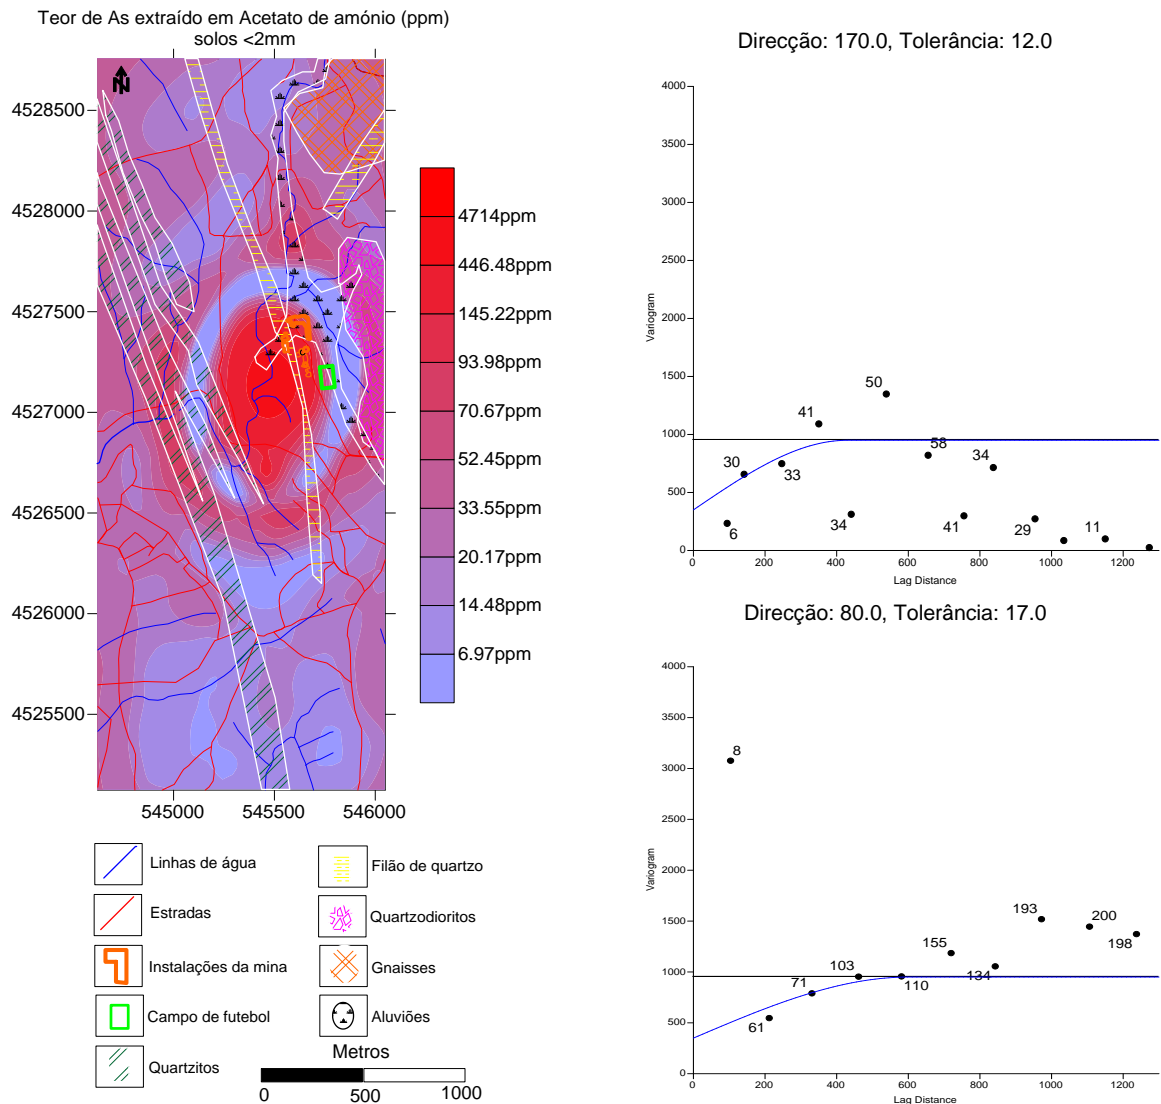 Teor de As extraído em Acetato de amónio (ppm)
solos <2mm
N
4528500
4528000
4527500
4527000
4526500
4526000
4525500
545000
545500
546000
4714ppm
446.48ppm
145.22ppm
93.98ppm
70.67ppm
52.45ppm
33.55ppm
20.17ppm
14.48ppm
6.97ppm
Linhas de água
Estradas
Instalações da mina
Campo de futebol
Quartzitos
Filão de quartzo
Quartzodioritos
Gnaisses
Aluviões
Metros
0
500
1000
Direcção: 170.0, Tolerância: 12.0
4000
3500
3000
2500
2000
1500
1000
500
0
Variogram
6
30
33
41
34
50
58
41
34
29
11
0
200
400
600
800
1000
1200
Lag Distance
Direcção: 80.0, Tolerância: 17.0
4000
3500
3000
2500
2000
1500
1000
500
0
Variogram
8
61
71
103
110
155
134
193
200
198
0
200
400
600
800
1000
1200
Lag Distance